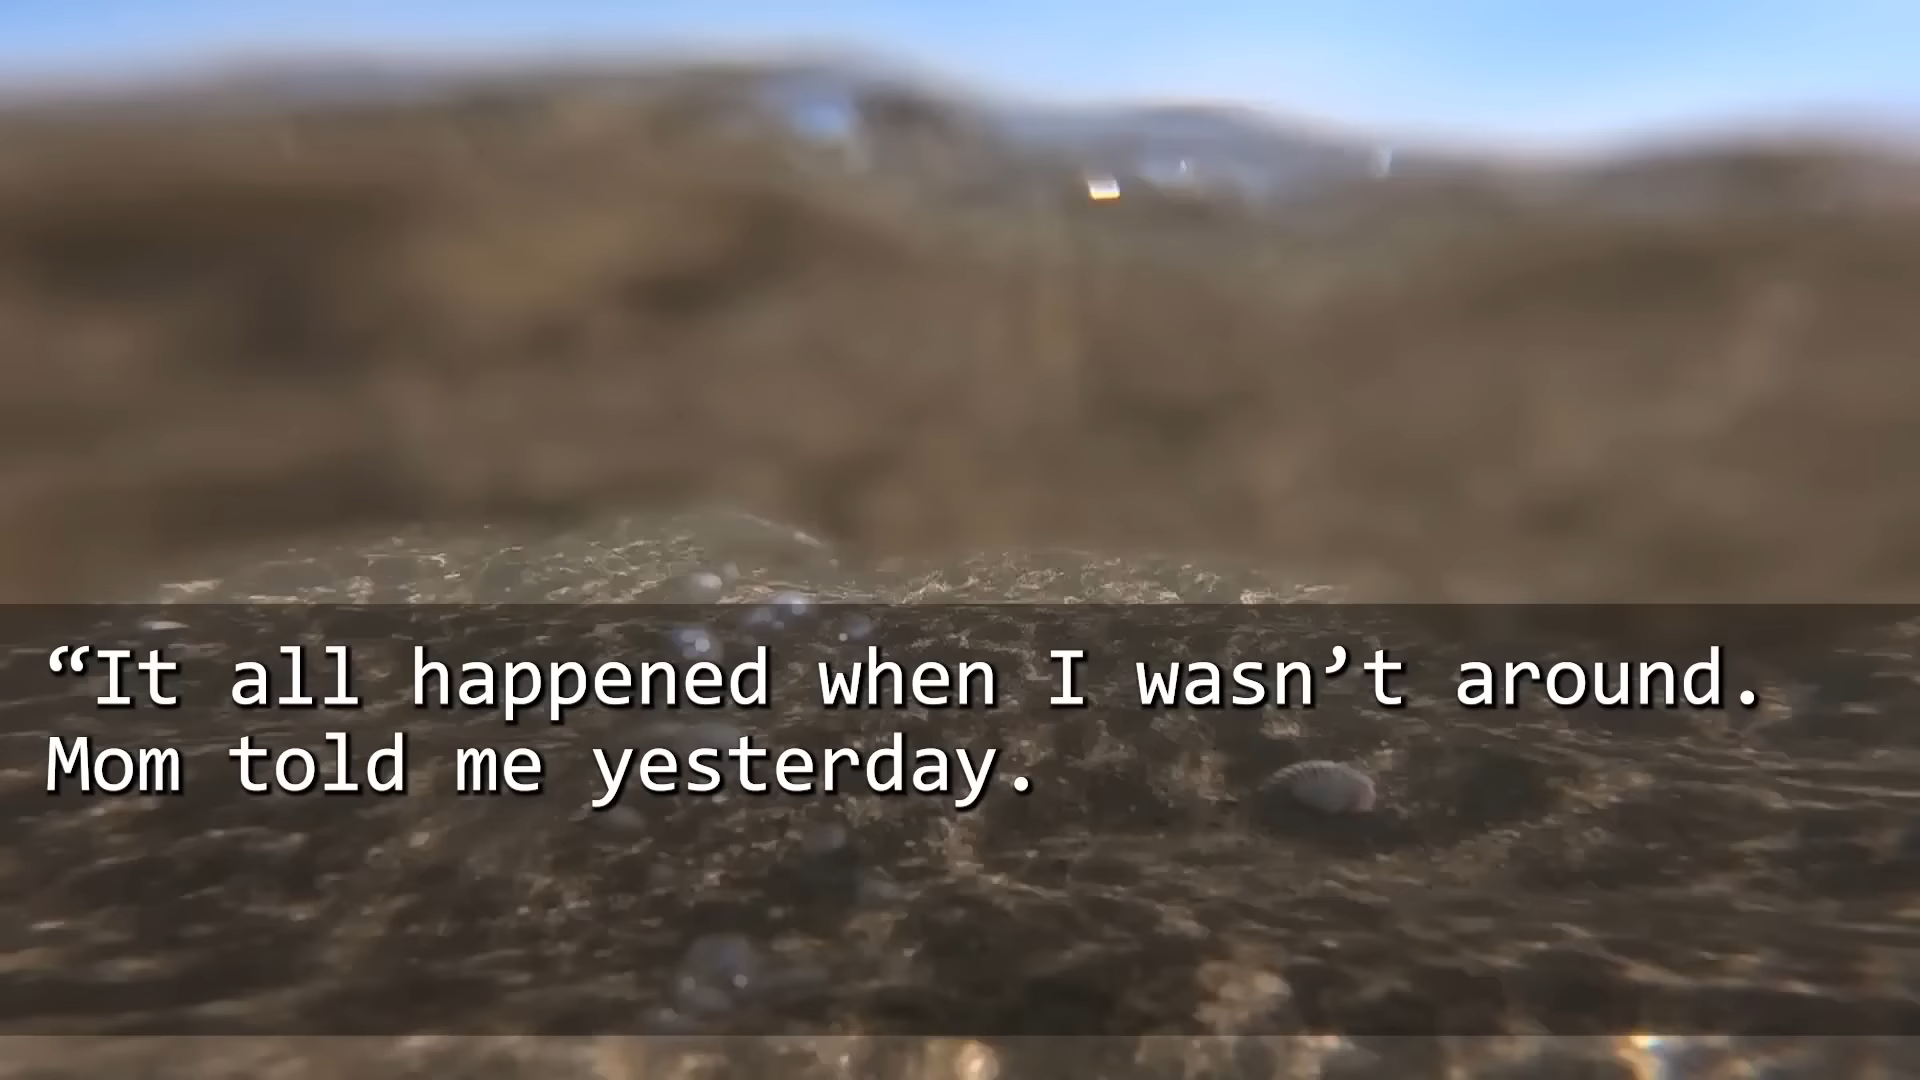 “It all happened when I wasn’t around.
Mom told me yesterday.